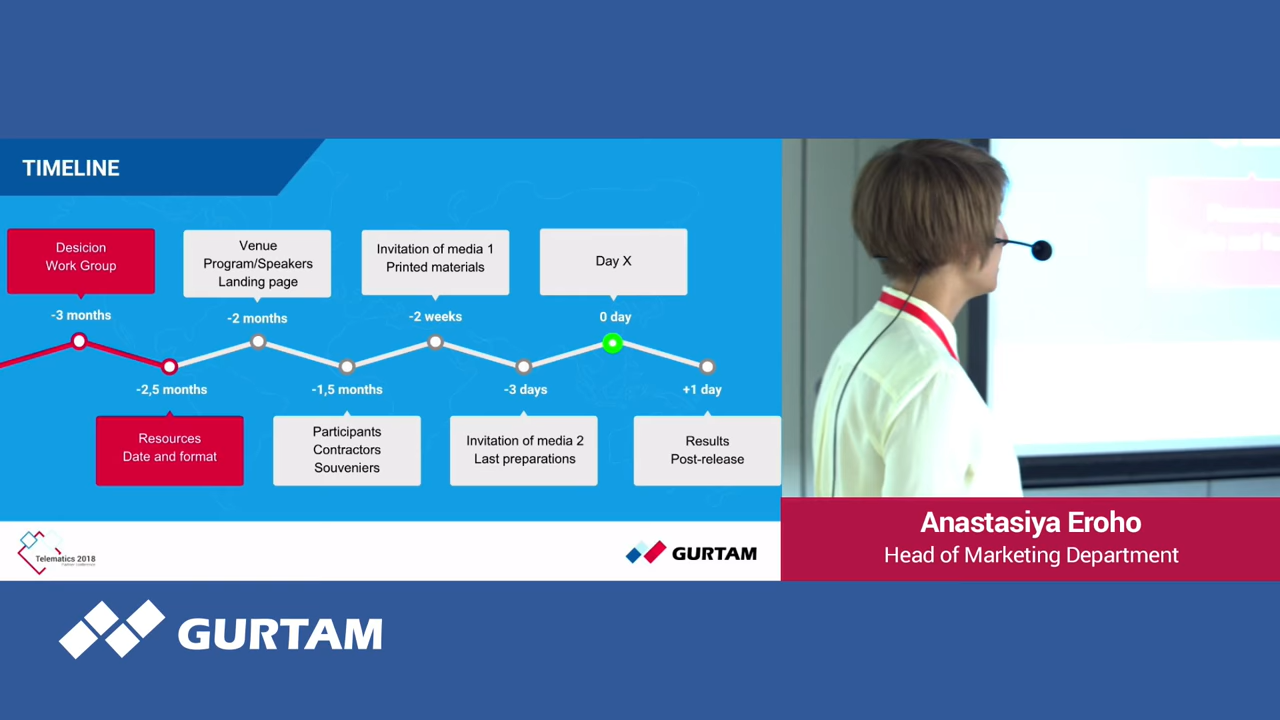 TIMELINE
Desicion
Work Group
-3 months
Venue
Program/Speakers
Landing page
-2 months
Invitation of media 1
Printed materials
-2 weeks
Day X
0 day
-2,5 months
Resources
Date and format
-1,5 months
Participants
Contractors
Souveniers
-3 days
Invitation of media 2
Last preparations
+1 day
Results
Post-release
Telematics 2018
GURTAM
Anastasiya Eroho
Head of Marketing Department
GURTAM